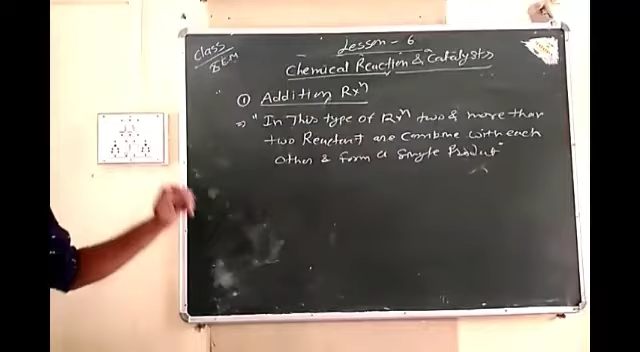 Class
8EM
Lesson - 6
Chemical Reaction & Catalysts
① Addition Rxⁿ
⇒ "In This type of Rxⁿ two & more than
two Reactant are combine with each
other & form a single Product"